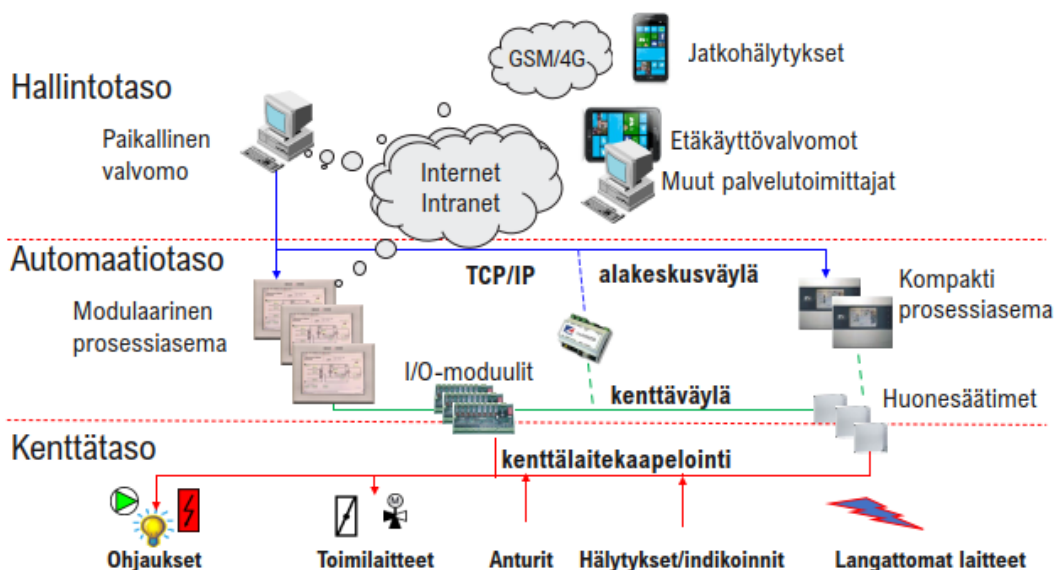 GSM/4G
Jatkohälytykset
Hallintotaso
Paikallinen
valvomo
Internet
Intranet
Etäkäyttövalvomot
Muut palvelutoimittajat
Automaatiotaso
TCP/IP
alakeskusväylä
Modulaarinen
prosessiasema
Kompakti
prosessiasema
I/O-moduulit
kenttäväylä
Huonesäätimet
Kenttätaso
kenttälaitekaapelointi
M
Ohjaukset
Toimilaitteet
Anturit
Hälytykset/indikoinnit
Langattomat laitteet